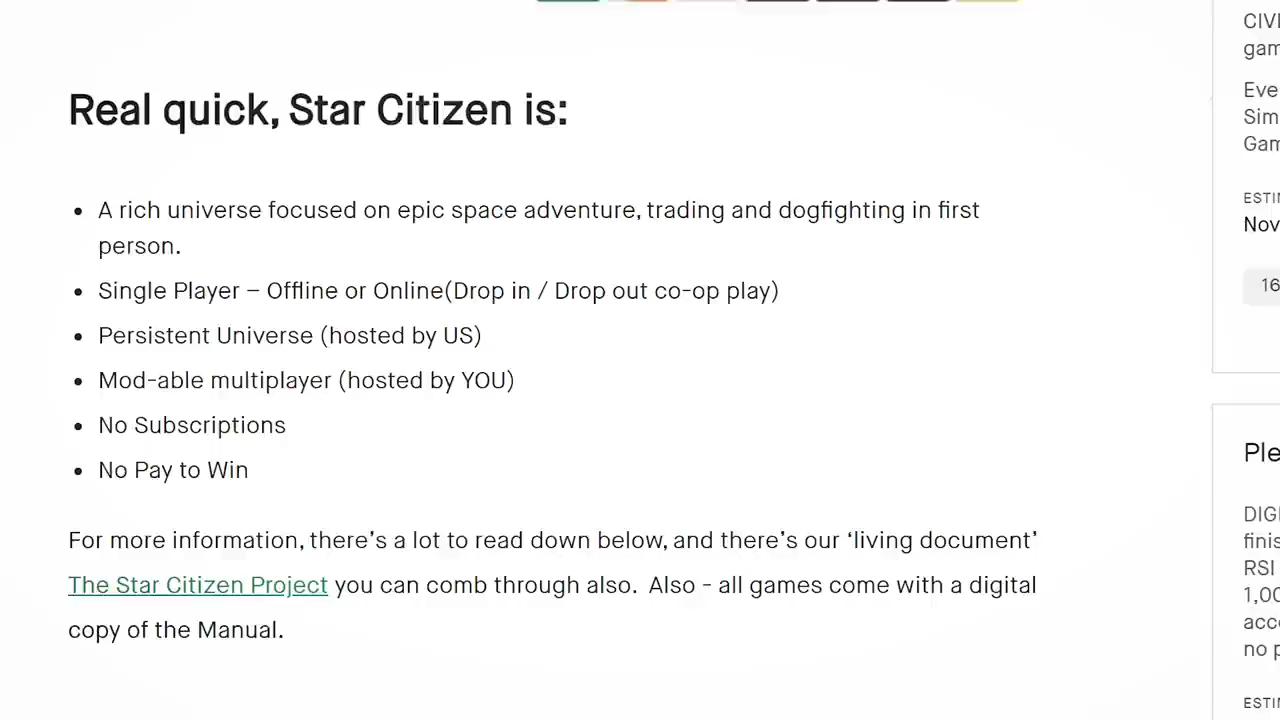 Real quick, Star Citizen is:
• A rich universe focused on epic space adventure, trading and dogfighting in first
person.
• Single Player – Offline or Online(Drop in / Drop out co-op play)
• Persistent Universe (hosted by US)
• Mod-able multiplayer (hosted by YOU)
• No Subscriptions
• No Pay to Win
For more information, there's a lot to read down below, and there's our ‘living document’
The Star Citizen Project you can comb through also.  Also - all games come with a digital
copy of the Manual.
Nov
16
RSI
no